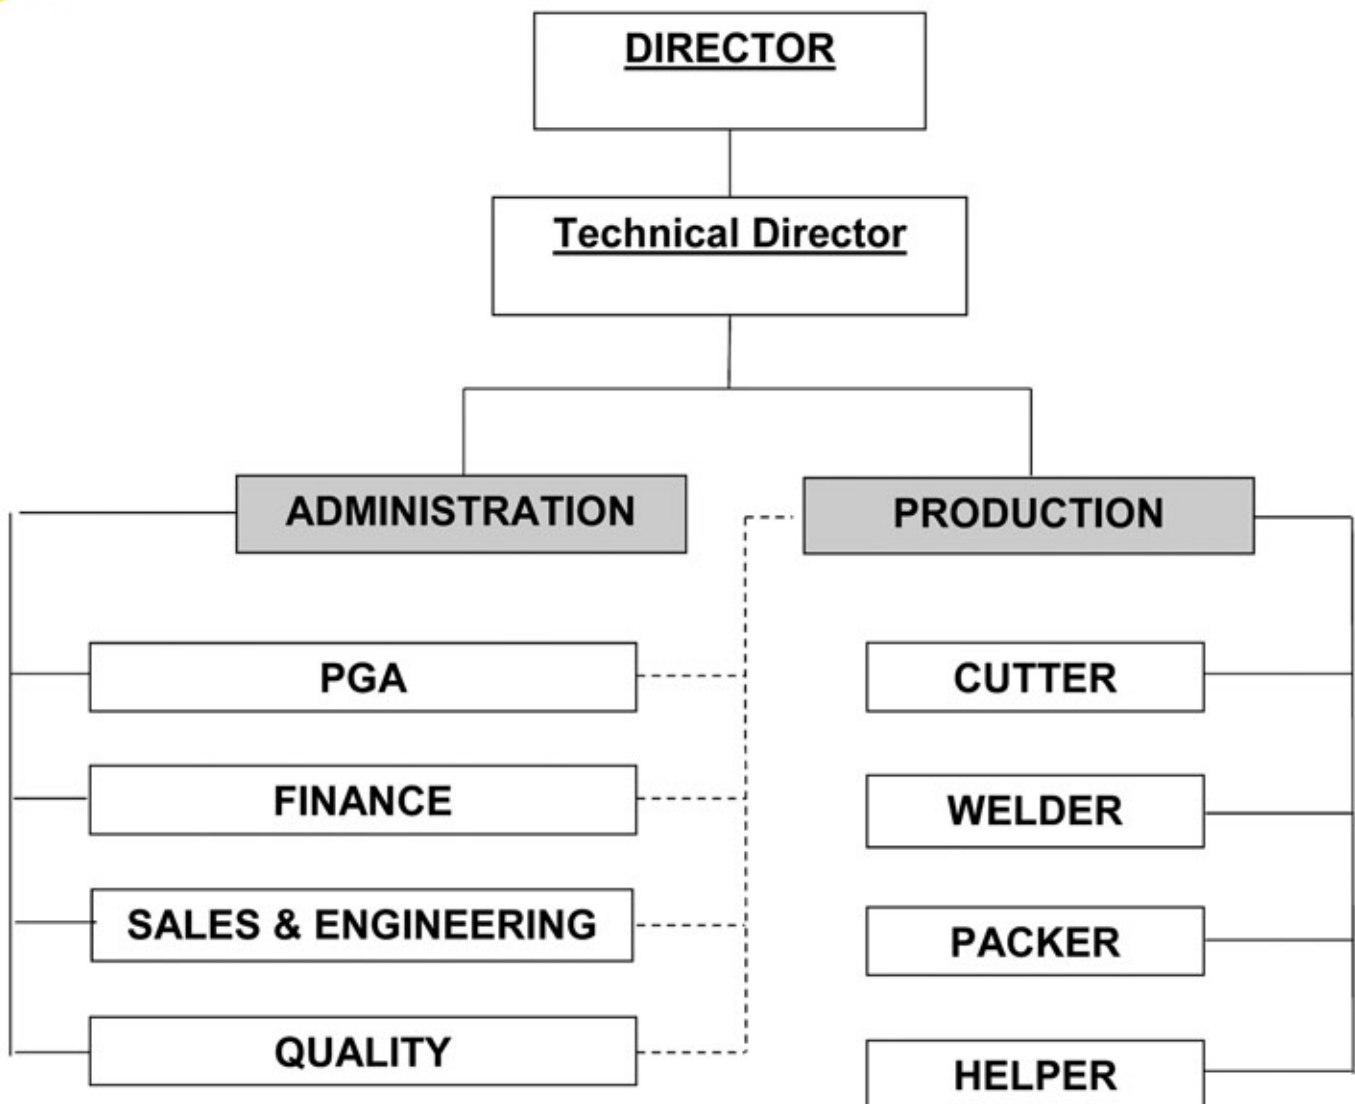 DIRECTOR
Technical Director
ADMINISTRATION
PRODUCTION
PGA
CUTTER
FINANCE
WELDER
SALES & ENGINEERING
PACKER
QUALITY
HELPER